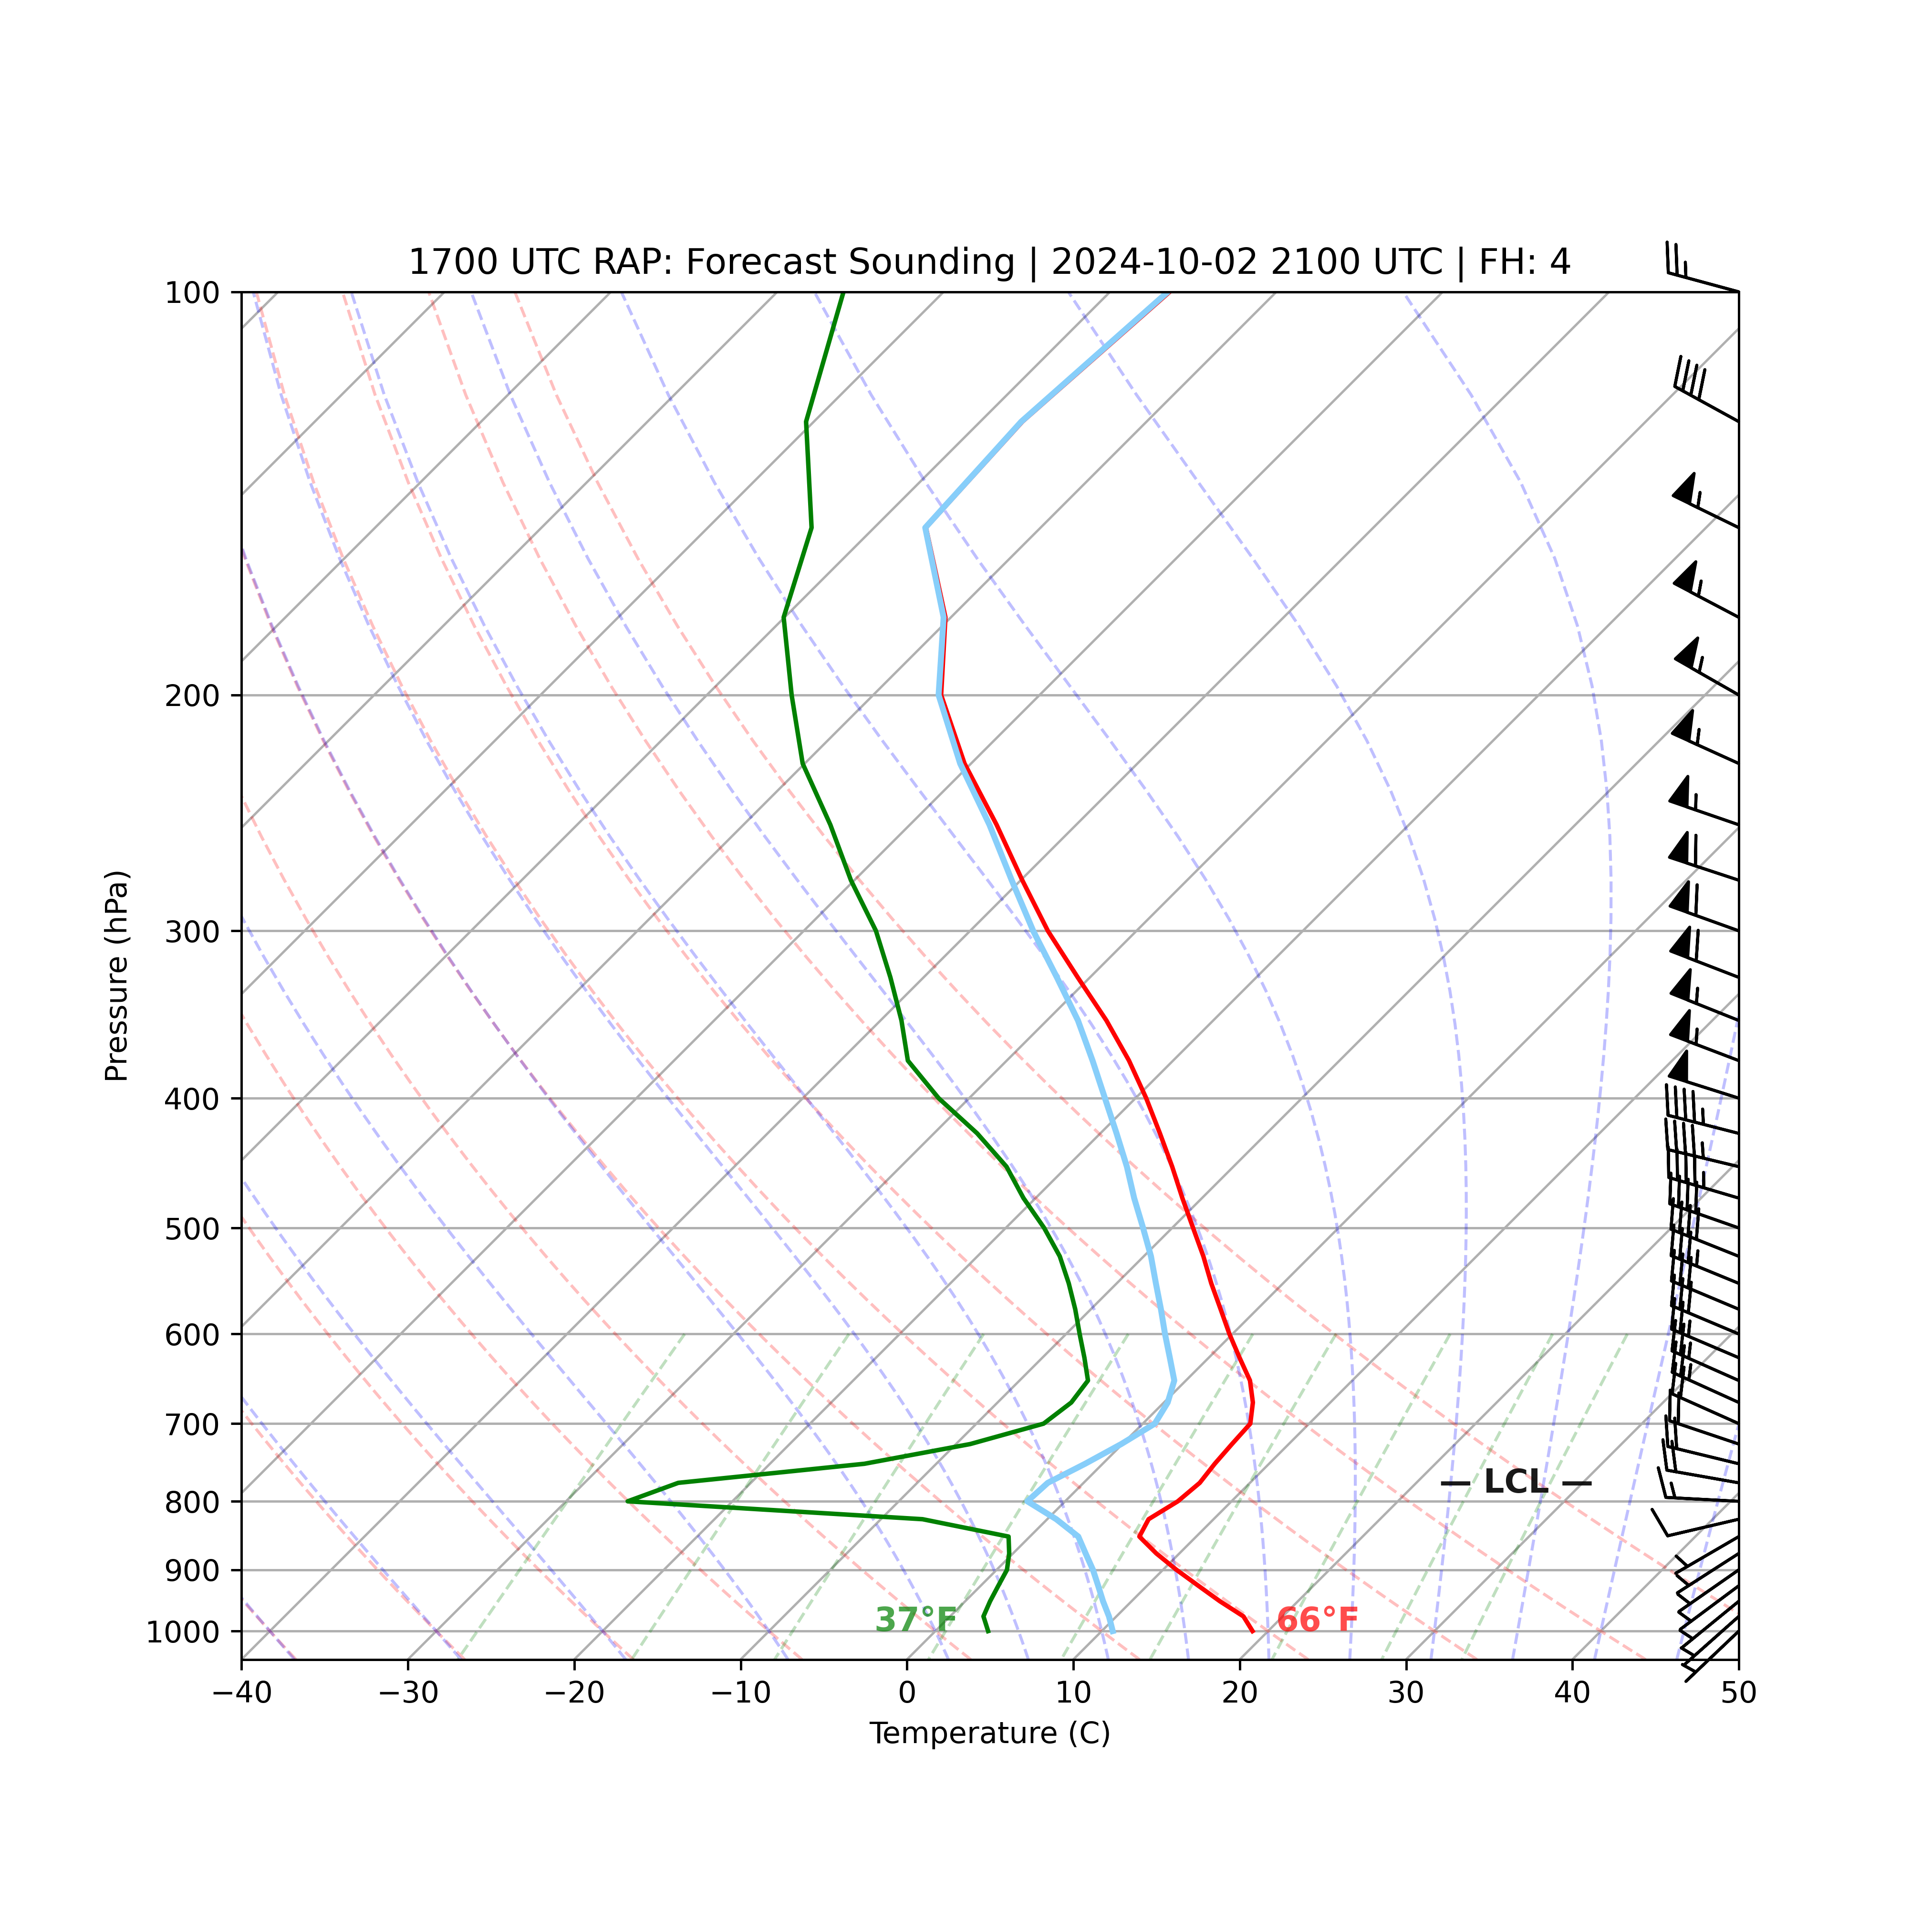 1700 UTC RAP: Forecast Sounding | 2024-10-02 2100 UTC | FH: 4
100
200
300
400
500
600
700
800
900
1000
Pressure (hPa)
— LCL —
37°F
66°F
−40 −30 −20 −10 0 10 20 30 40 50
Temperature (C)